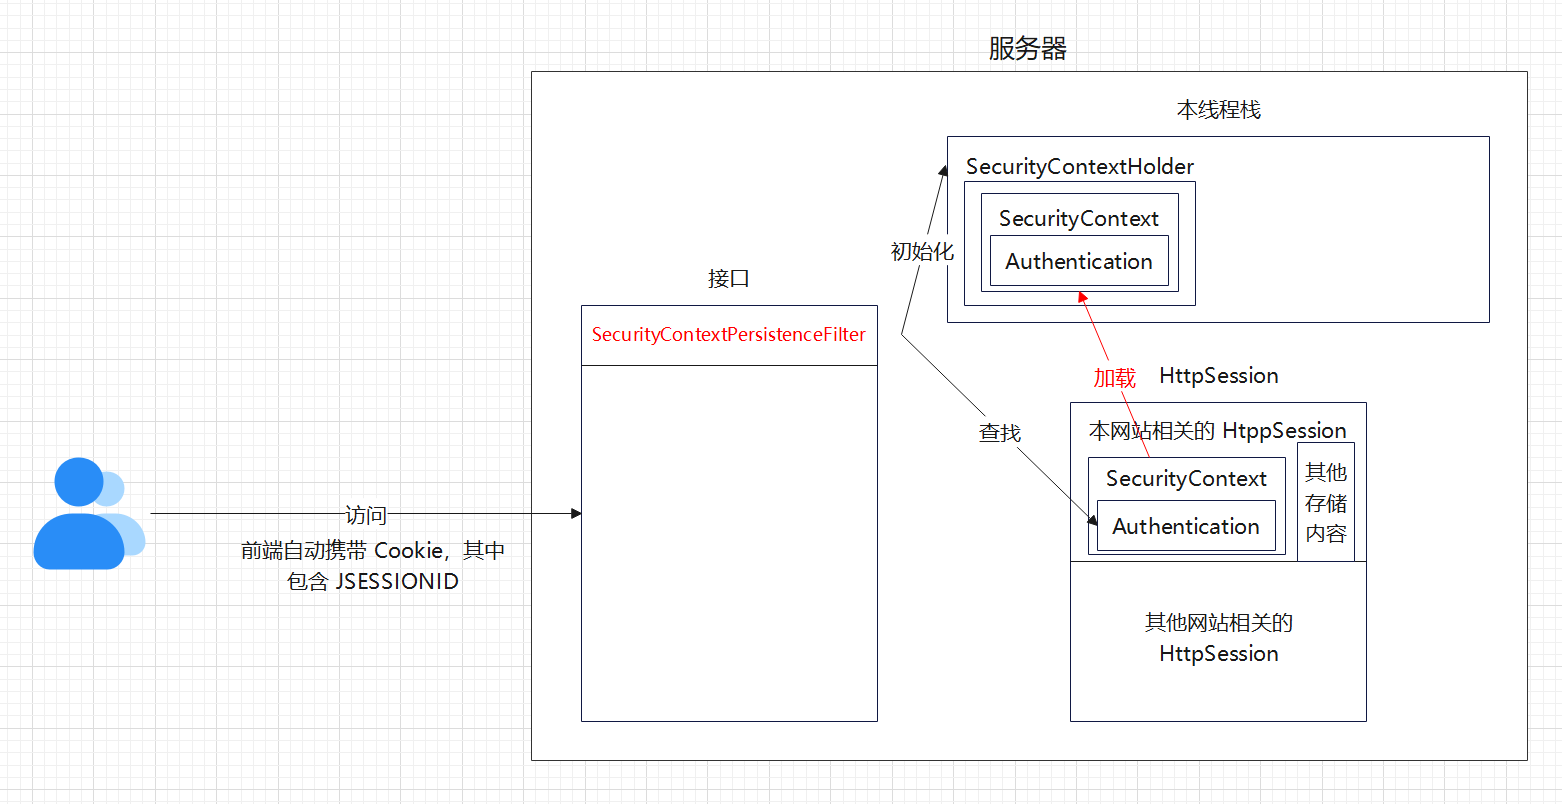 服务器
本线程栈
SecurityContextHolder
SecurityContext
Authentication
初始化
接口
SecurityContextPersistenceFilter
加载
HttpSession
本网站相关的 HtppSession
查找
SecurityContext
Authentication
其他
存储
内容
访问
前端自动携带 Cookie，其中
包含 JSESSIONID
其他网站相关的
HttpSession